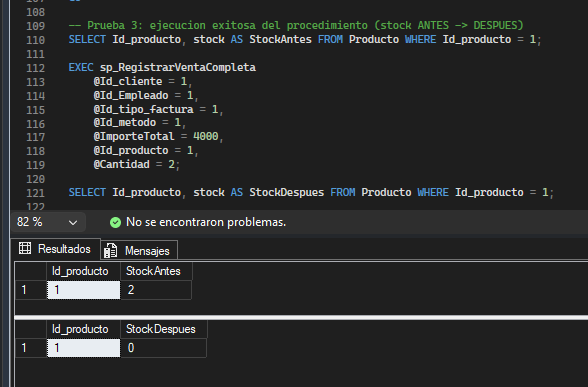 108
109 -- Prueba 3: ejecucion exitosa del procedimiento (stock ANTES -> DESPUES)
110 SELECT Id_producto, stock AS StockAntes FROM Producto WHERE Id_producto = 1;
111
112 EXEC sp_RegistrarVentaCompleta
113 @Id_cliente = 1,
114 @Id_Empleado = 1,
115 @Id_tipo_factura = 1,
116 @Id_metodo = 1,
117 @ImporteTotal = 4000,
118 @Id_producto = 1,
119 @Cantidad = 2;
120
121 SELECT Id_producto, stock AS StockDespues FROM Producto WHERE Id_producto = 1;
122
82 % No se encontraron problemas.
Resultados Mensajes
Id_producto StockAntes
1 1 2
Id_producto StockDespues
1 1 0